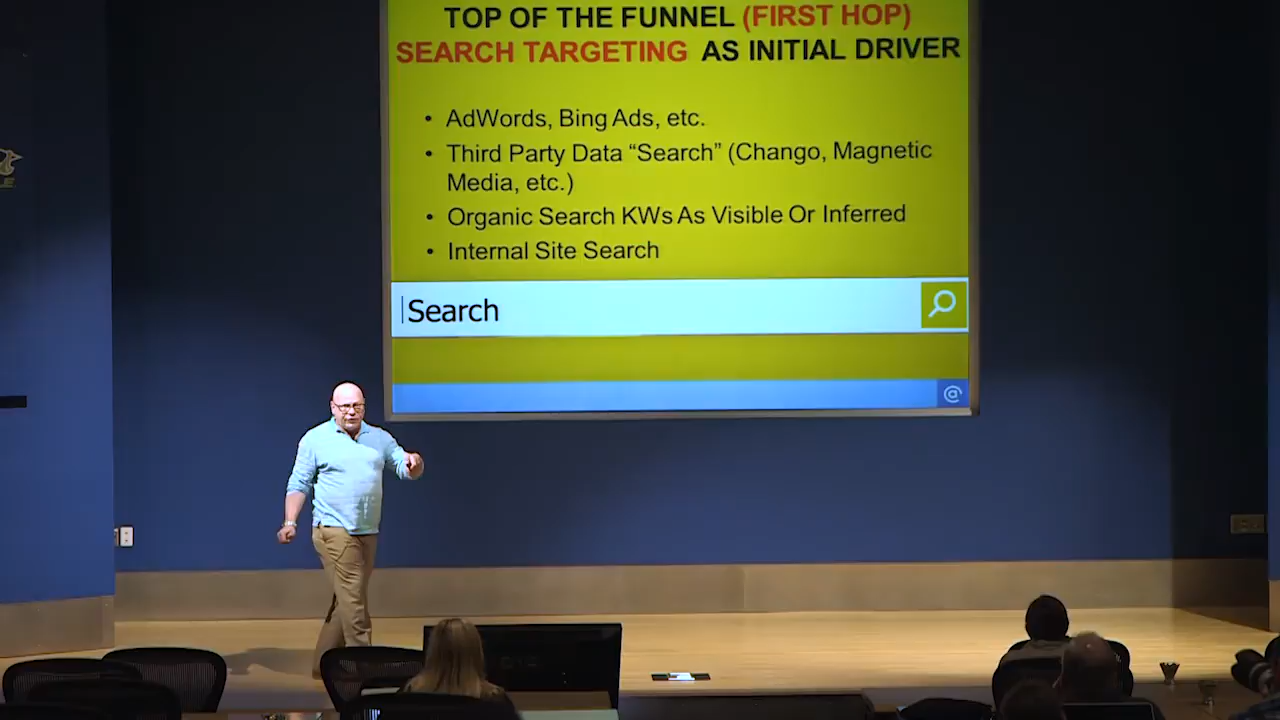 TOP OF THE FUNNEL (FIRST HOP)
SEARCH TARGETING AS INITIAL DRIVER
• AdWords, Bing Ads, etc.
• Third Party Data “Search” (Chango, Magnetic
Media, etc.)
• Organic Search KWs As Visible Or Inferred
• Internal Site Search
Search
@